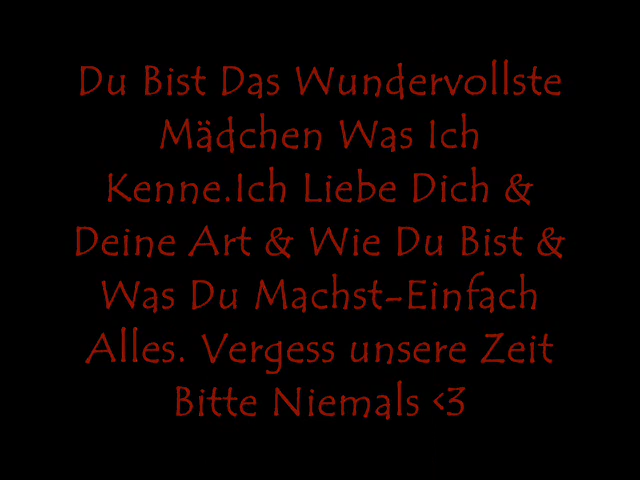 Du Bist Das Wundervollste
Mädchen Was Ich
Kenne.Ich Liebe Dich &
Deine Art & Wie Du Bist &
Was Du Machst-Einfach
Alles. Vergess unsere Zeit
Bitte Niemals <3